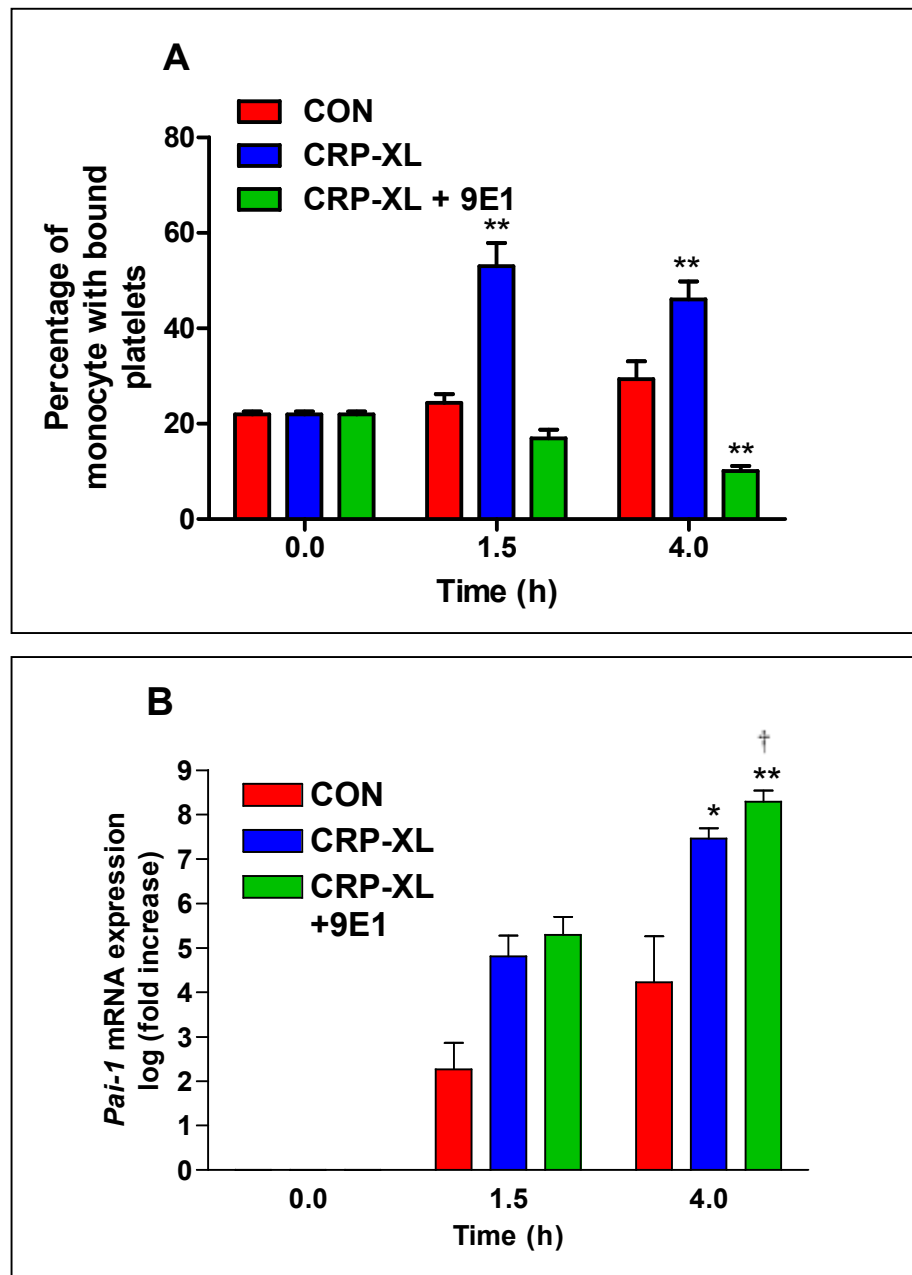 A
CON
CRP-XL
CRP-XL + 9E1
Percentage of
monocyte with bound
platelets
80
60
40
20
0
**
**
**
0.0 1.5 4.0
Time (h)
B
CON
CRP-XL
CRP-XL
+9E1
Pai-1 mRNA expression
log (fold increase)
9
8
7
6
5
4
3
2
1
0
†
* **
0.0 1.5 4.0
Time (h)